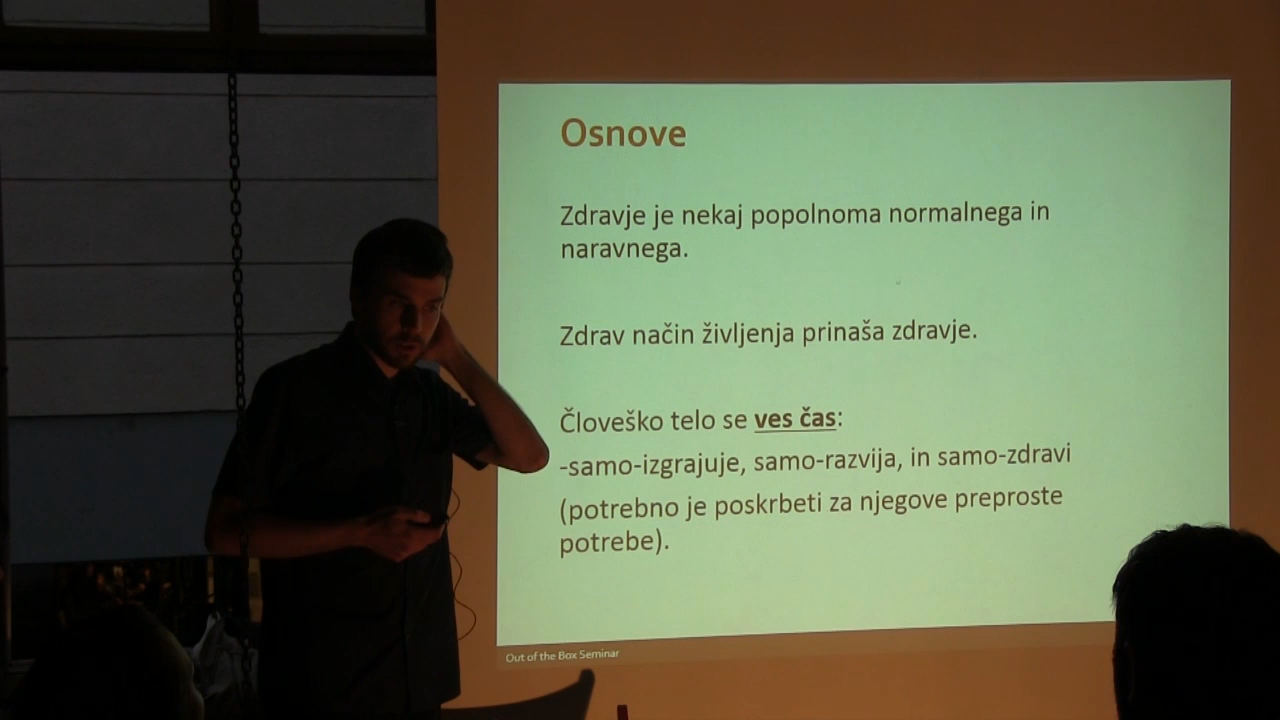 Osnove
Zdravje je nekaj popolnoma normalnega in
naravnega.
Zdrav način življenja prinaša zdravje.
Človeško telo se ves čas:
-samo-izgrajuje, samo-razvija, in samo-zdravi
(potrebno je poskrbeti za njegove preproste
potrebe).
Out of the Box Seminar